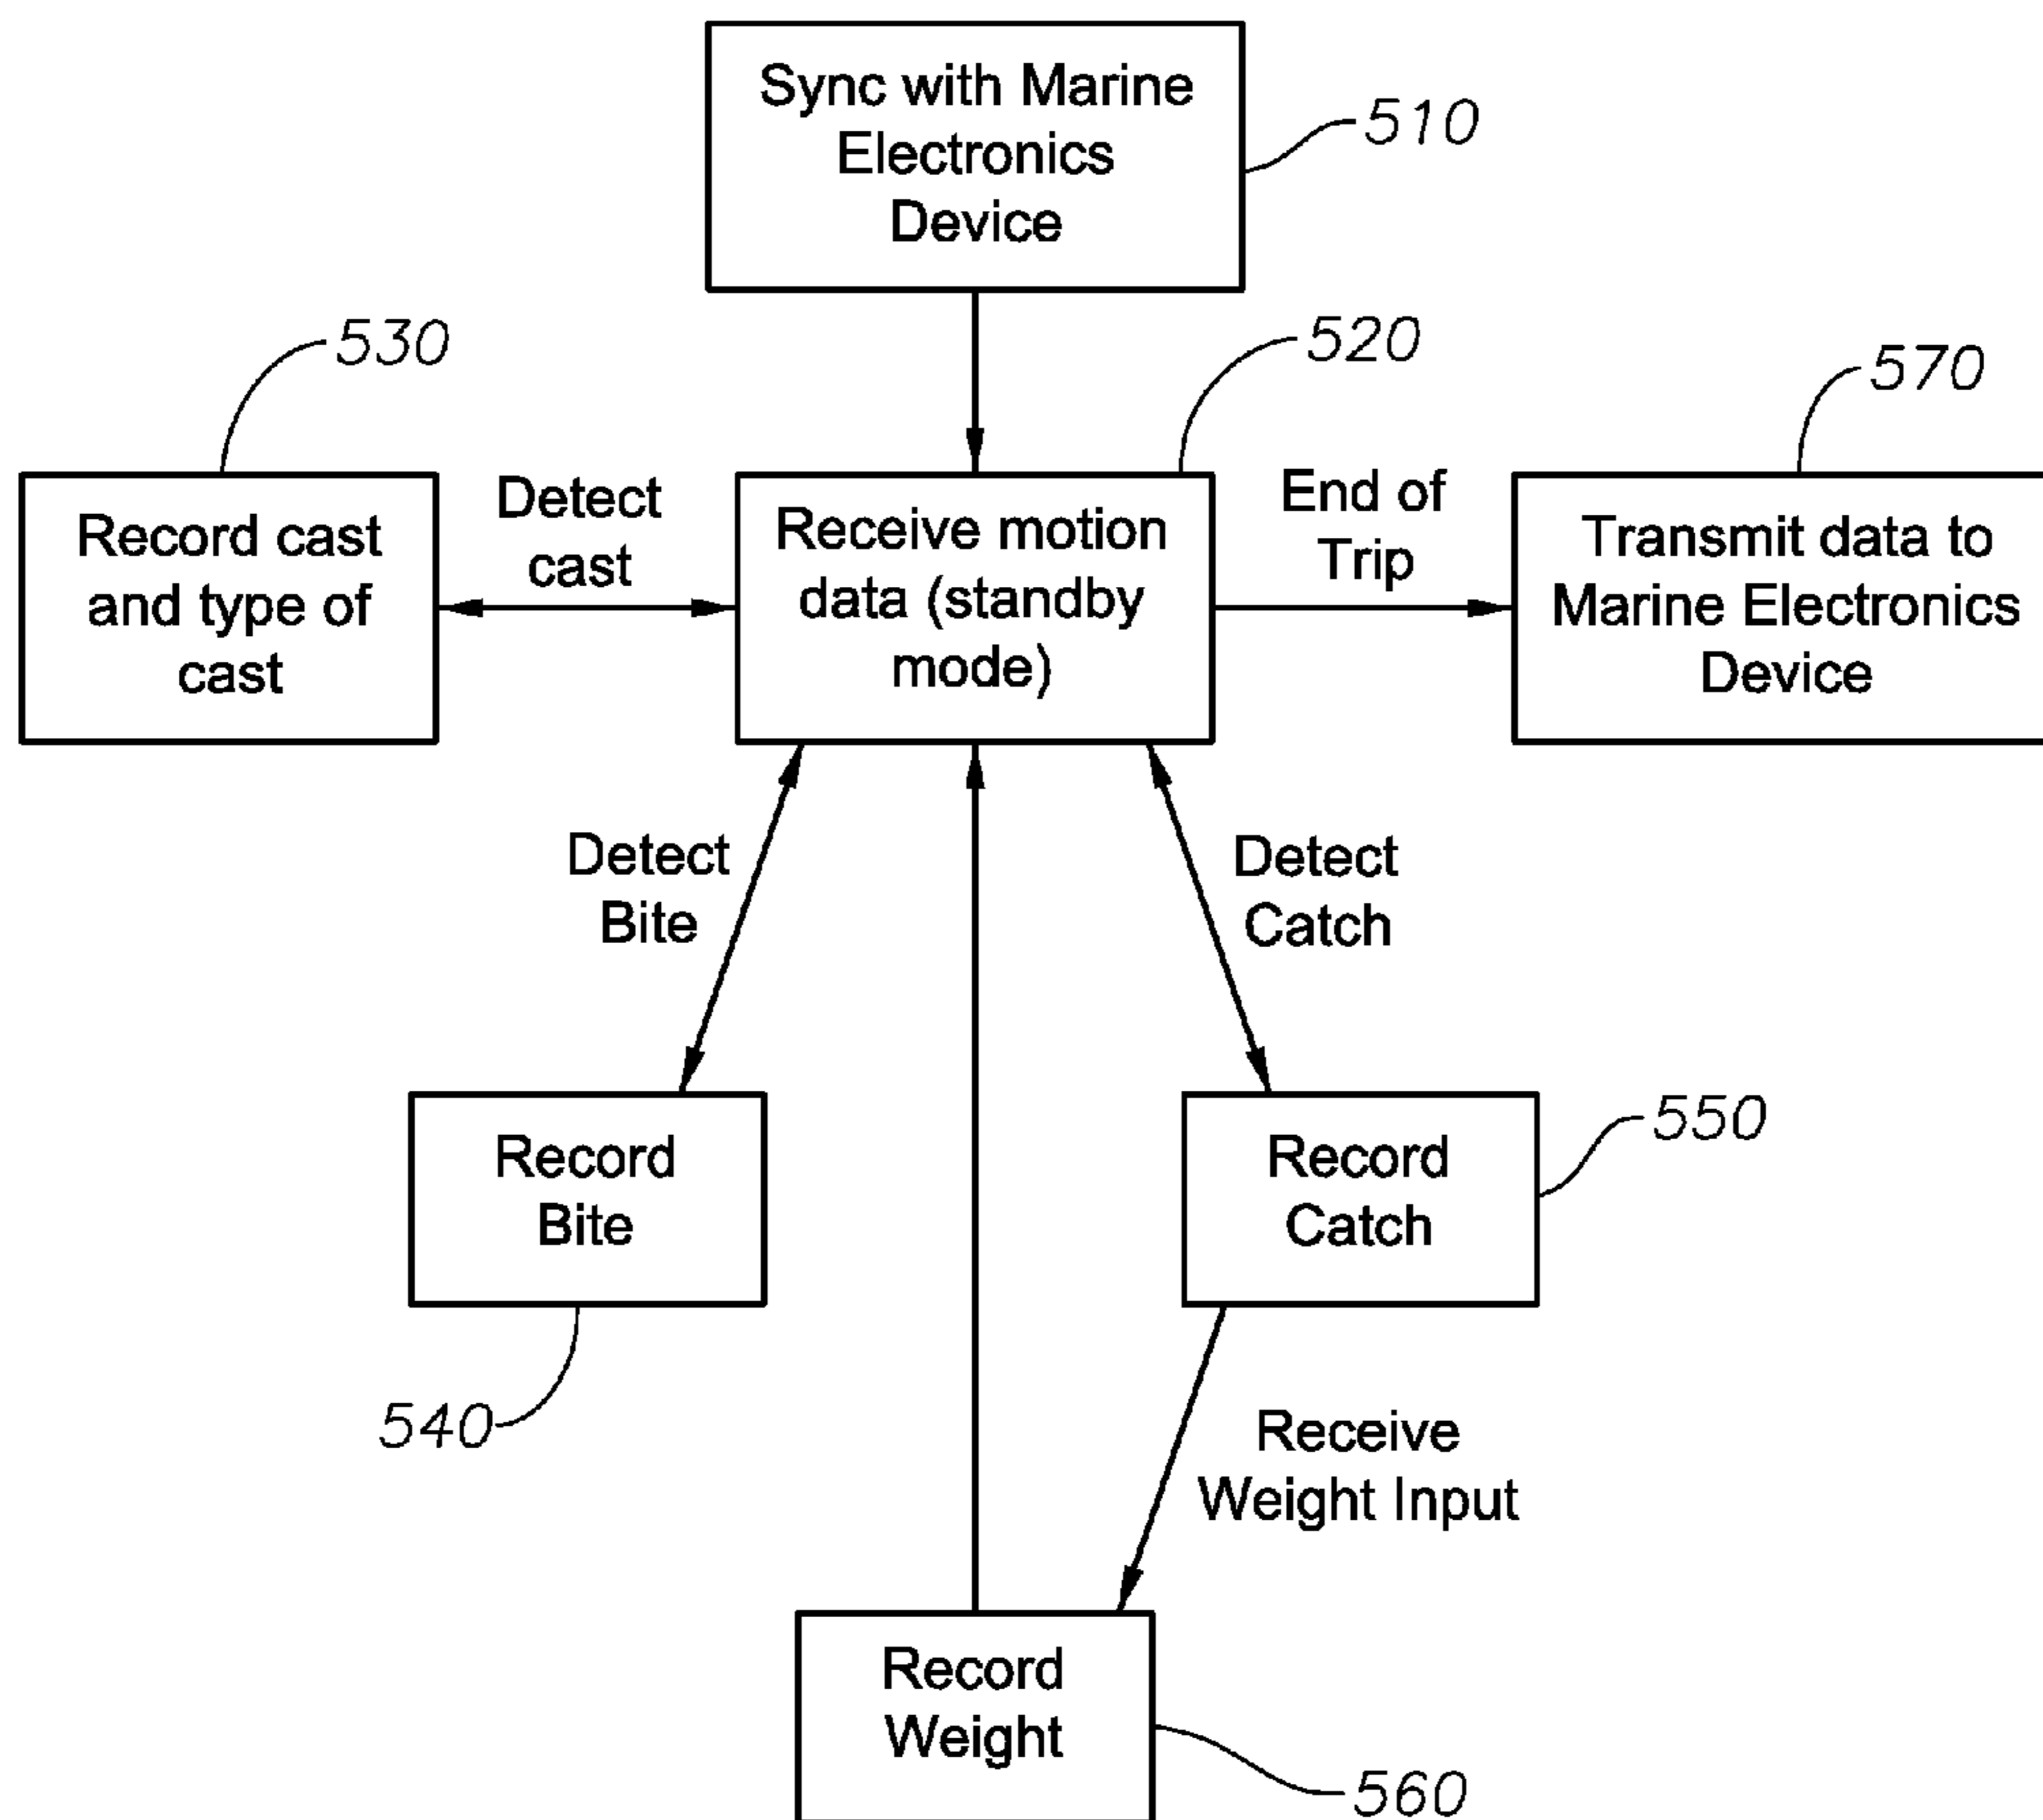 Sync with Marine
Electronics
Device
510
530
520
570
Record cast
and type of
cast
Detect
cast
Receive motion
data (standby
mode)
End of
Trip
Transmit data to
Marine Electronics
Device
Detect
Bite
Detect
Catch
Record
Bite
540
Record
Catch
550
Receive
Weight Input
Record
Weight
560